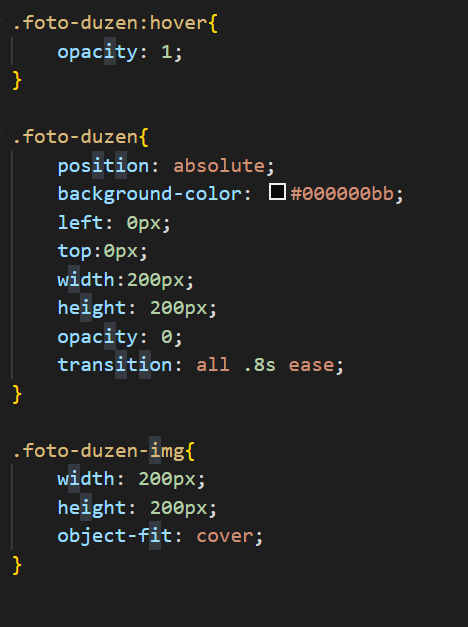 .foto-duzen:hover{
opacity: 1;
}
.foto-duzen{
position: absolute;
background-color: #000000bb;
left: 0px;
top:0px;
width:200px;
height: 200px;
opacity: 0;
transition: all .8s ease;
}
.foto-duzen-img{
width: 200px;
height: 200px;
object-fit: cover;
}